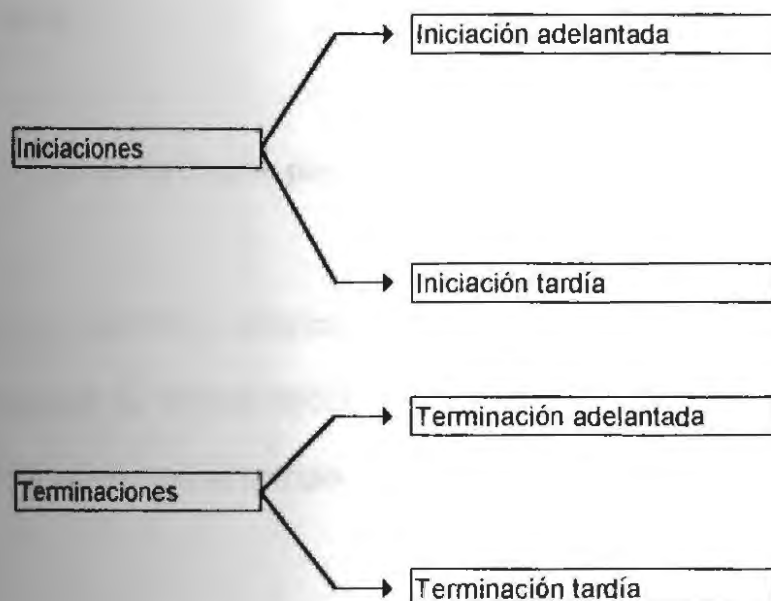 Iniciación adelantada
Iniciaciones
Iniciación tardía
Terminación adelantada
Terminaciones
Terminación tardía